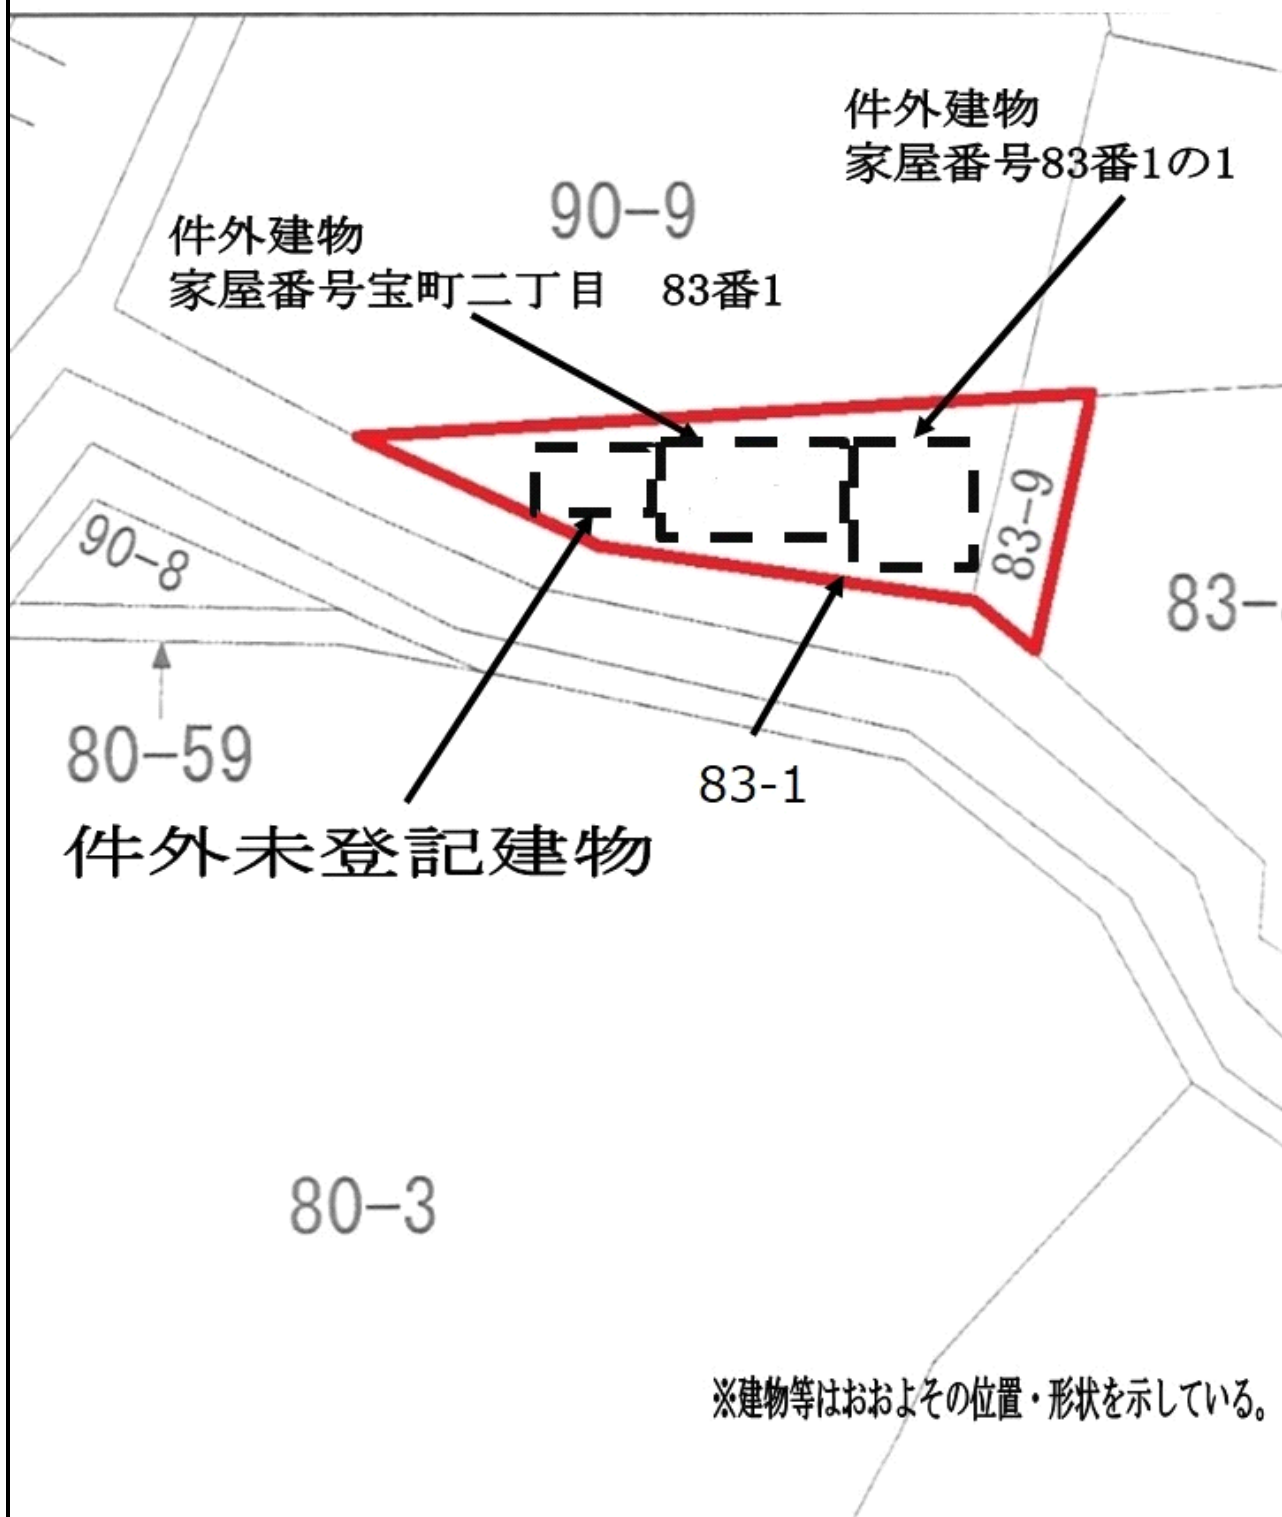 件外建物
家屋番号83番1の1
90-9
件外建物
家屋番号宝町二丁目　83番1
83-9
90-8
83-
80-59
83-1
件外未登記建物
80-3
※建物等はおおよその位置・形状を示している。